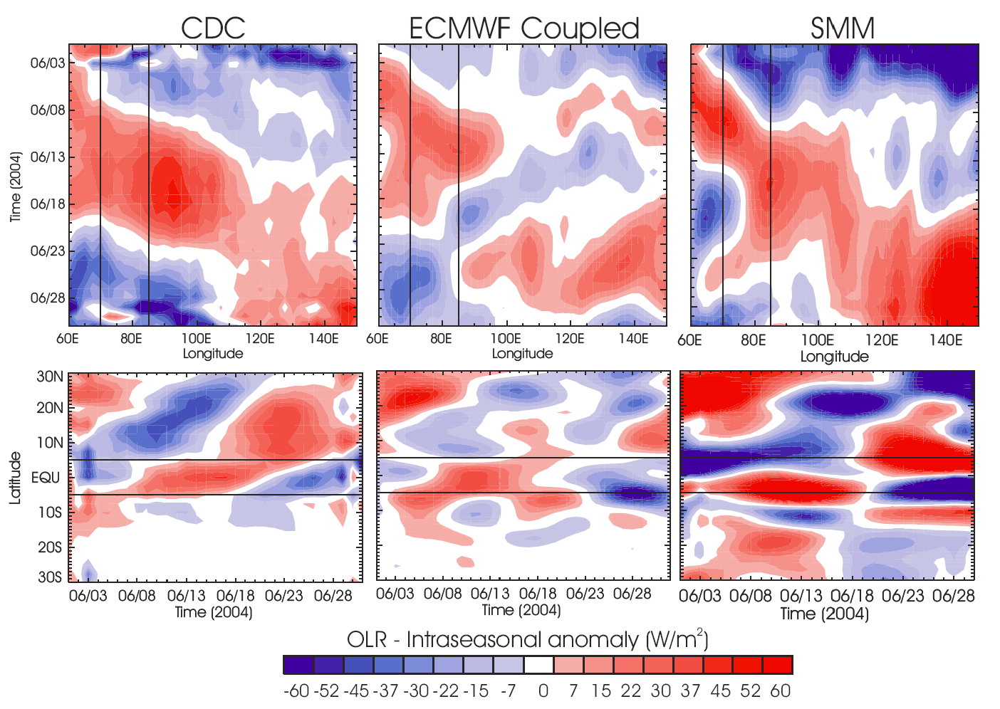 CDC ECMWF Coupled SMM
06/03
06/08
06/13
06/18
06/23
06/28
Time (2004)
60E 80E 100E 120E 140E 60E 80E 100E 120E 140E 60E 80E 100E 120E 140E
Longitude Longitude Longitude
30N
20N
10N
EQU
10S
20S
30S
Latitude
06/03 06/08 06/13 06/18 06/23 06/28 06/03 06/08 06/13 06/18 06/23 06/28 06/03 06/08 06/13 06/18 06/23 06/28
Time (2004) Time (2004) Time (2004)
OLR - Intraseasonal anomaly (W/m²)
-60 -52 -45 -37 -30 -22 -15 -7 0 7 15 22 30 37 45 52 60